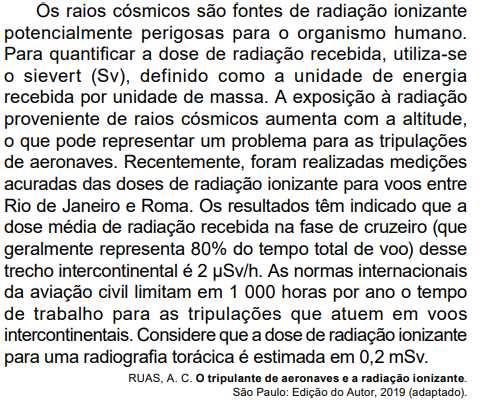 Os raios cósmicos são fontes de radiação ionizante
potencialmente perigosas para o organismo humano.
Para quantificar a dose de radiação recebida, utiliza-se
o sievert (Sv), definido como a unidade de energia
recebida por unidade de massa. A exposição à radiação
proveniente de raios cósmicos aumenta com a altitude,
o que pode representar um problema para as tripulações
de aeronaves. Recentemente, foram realizadas medições
acuradas das doses de radiação ionizante para voos entre
Rio de Janeiro e Roma. Os resultados têm indicado que a
dose média de radiação recebida na fase de cruzeiro (que
geralmente representa 80% do tempo total de voo) desse
trecho intercontinental é 2 μSv/h. As normas internacionais
da aviação civil limitam em 1 000 horas por ano o tempo
de trabalho para as tripulações que atuem em voos
intercontinentais. Considere que a dose de radiação ionizante
para uma radiografia torácica é estimada em 0,2 mSv.
RUAS, A. C. O tripulante de aeronaves e a radiação ionizante.
São Paulo: Edição do Autor, 2019 (adaptado).